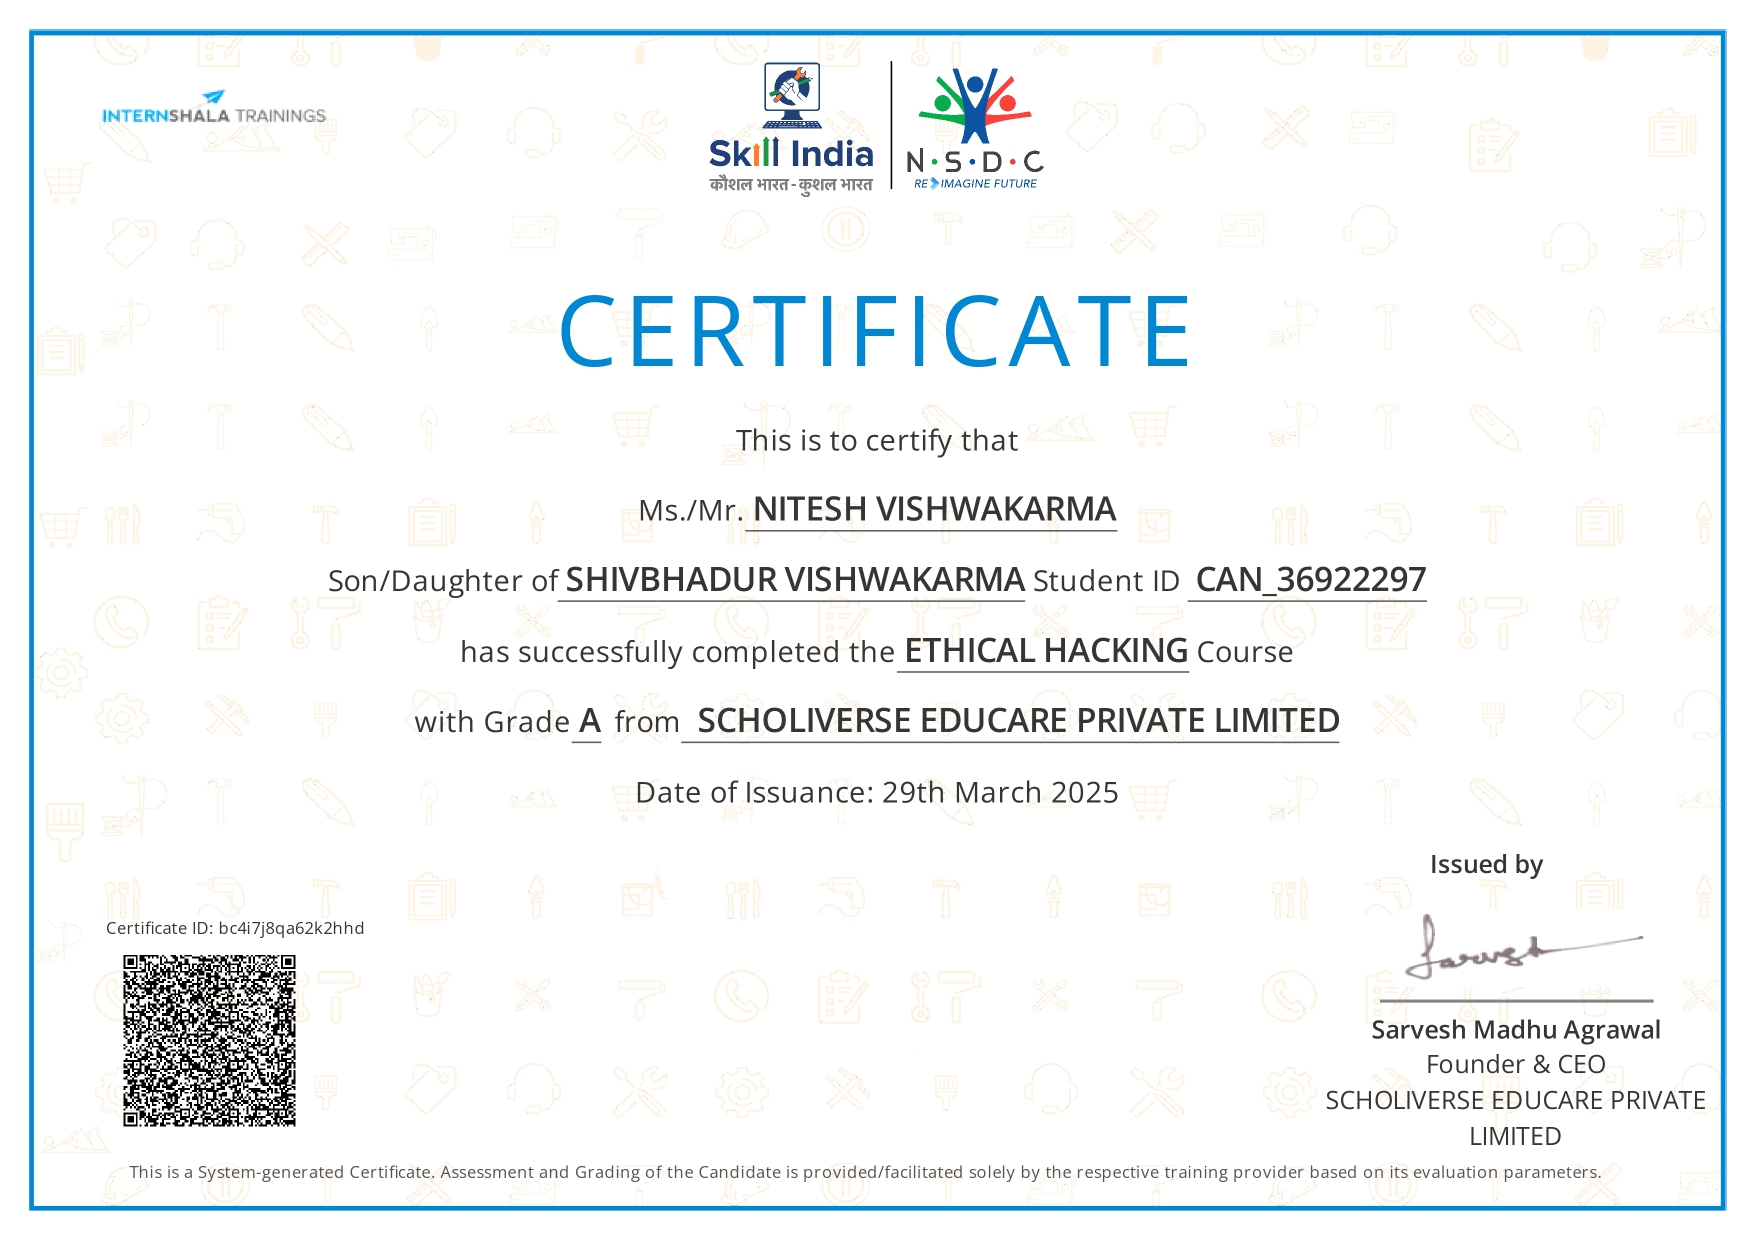 INTERNSHALA TRAININGS
Skill India
कौशल भारत - कुशल भारत
N·S·D·C
RE IMAGINE FUTURE
CERTIFICATE
This is to certify that
Ms./Mr. NITESH VISHWAKARMA
Son/Daughter of SHIVBHADUR VISHWAKARMA Student ID CAN_36922297
has successfully completed the ETHICAL HACKING Course
with Grade A from SCHOLIVERSE EDUCARE PRIVATE LIMITED
Date of Issuance: 29th March 2025
Issued by
Certificate ID: bc4i7j8qa62k2hhd
Sarvesh
Sarvesh Madhu Agrawal
Founder & CEO
SCHOLIVERSE EDUCARE PRIVATE
LIMITED
This is a System-generated Certificate. Assessment and Grading of the Candidate is provided/facilitated solely by the respective training provider based on its evaluation parameters.